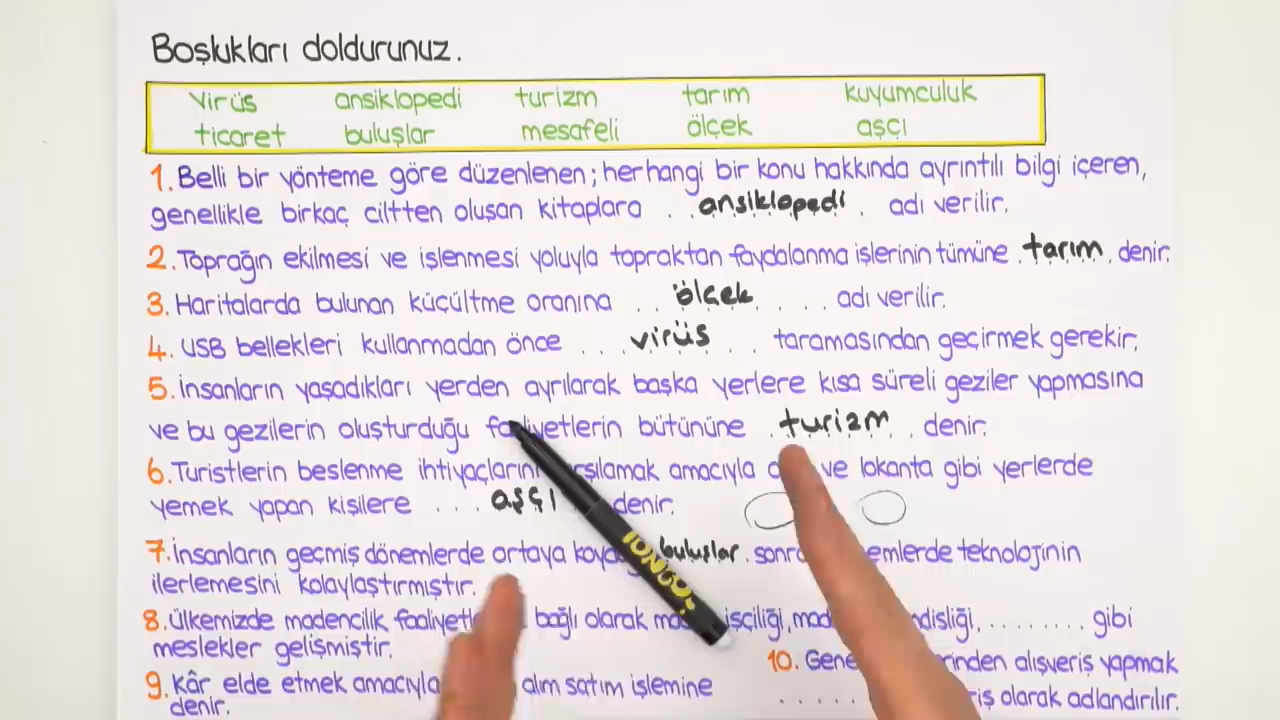 Boşlukları doldurunuz.
virüs ansiklopedi turizm tarım kuyumculuk
ticaret buluşlar mesafeli ölçek aşçı
1. Belli bir yönteme göre düzenlenen; herhangi bir konu hakkında ayrıntılı bilgi içeren,
genellikle birkaç ciltten oluşan kitaplara . . ansiklopedi . adı verilir.
2. Toprağın ekilmesi ve işlenmesi yoluyla topraktan faydalanma işlerinin tümüne . tarım . denir.
3. Haritalarda bulunan küçültme oranına . . ölçek . . . . adı verilir.
4. USB bellekleri kullanmadan önce . . . virüs . . taramasından geçirmek gerekir.
5. İnsanların yaşadıkları yerden ayrılarak başka yerlere kısa süreli geziler yapmasına
ve bu gezilerin oluşturduğu faaliyetlerin bütününe . turizm . . denir.
6. Turistlerin beslenme ihtiyaçlarını amacıyla ve lokanta gibi yerlerde
yemek yapan kişilere . . . aşçı denir.
7. İnsanların geçmiş dönemlerde ortaya buluşlar . teknolojinin
ilerlemesini kolaylaştırmıştır.
8. Ülkemizde madencilik bağlı olarak işçiliği, . . . . . . . . gibi
meslekler gelişmiştir.
9. Kâr elde etmek amacıyla alım satım işlemine
denir.
10. alışveriş yapmak
. . . . . olarak adlandırılır.